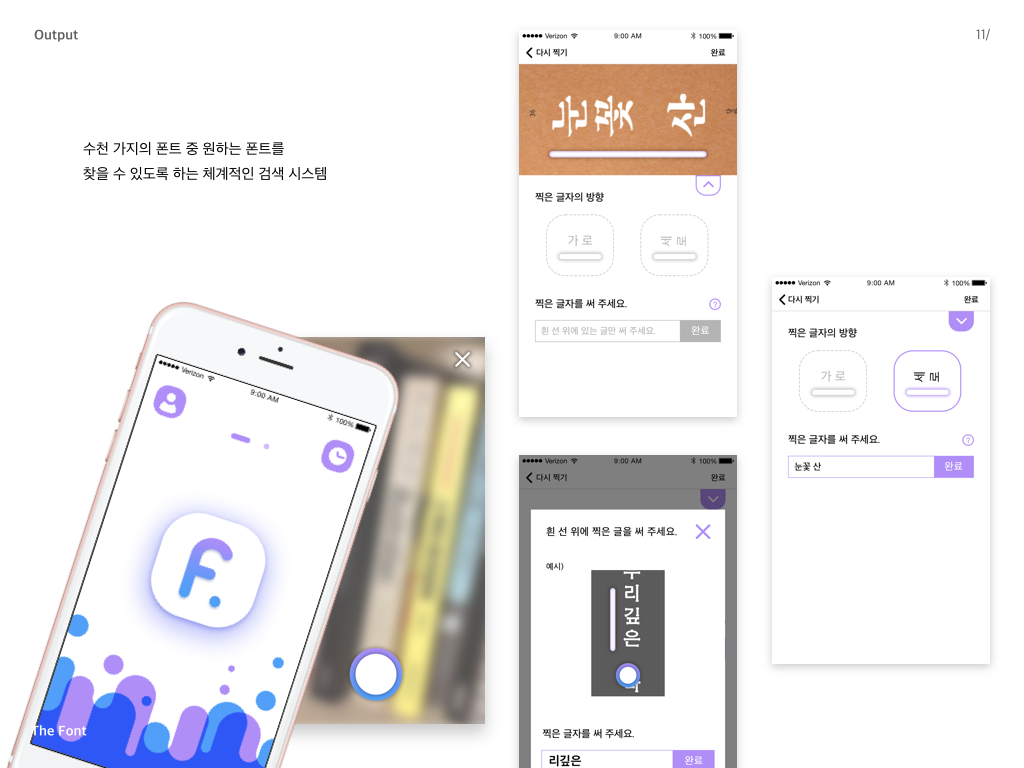 Output
11/
수천 가지의 폰트 중 원하는 폰트를
찾을 수 있도록 하는 체계적인 검색 시스템
Verizon
9:00 AM
100%
F.
The Font
Verizon 9:00 AM 100%
다시 찍기 완료
36
눈꽃 산
찍은 글자의 방향
가로
세로
찍은 글자를 써 주세요.
?
흰 선 위에 있는 글만 써 주세요.
완료
Verizon 9:00 AM 100%
다시 찍기 완료
흰 선 위에 찍은 글을 써 주세요.
예시)
리깊은
찍은 글자를 써 주세요.
리깊은
완료
Verizon 9:00 AM 100%
다시 찍기 완료
찍은 글자의 방향
가로
세로
찍은 글자를 써 주세요.
?
눈꽃 산
완료